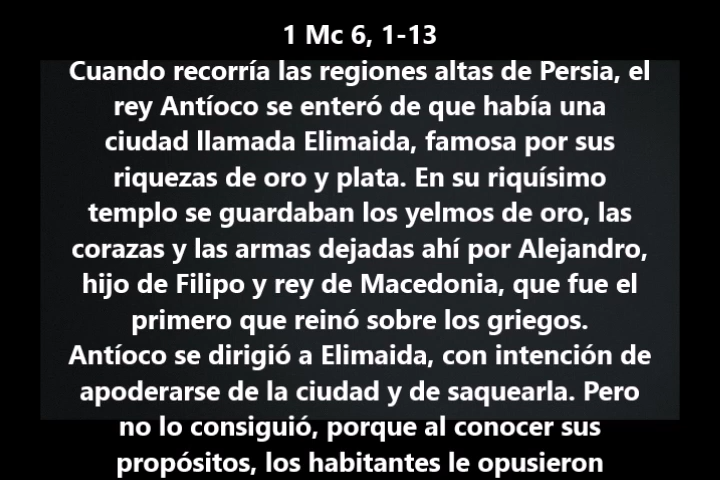 1 Mc 6, 1-13
Cuando recorría las regiones altas de Persia, el
rey Antíoco se enteró de que había una
ciudad llamada Elimaida, famosa por sus
riquezas de oro y plata. En su riquísimo
templo se guardaban los yelmos de oro, las
corazas y las armas dejadas ahí por Alejandro,
hijo de Filipo y rey de Macedonia, que fue el
primero que reinó sobre los griegos.
Antíoco se dirigió a Elimaida, con intención de
apoderarse de la ciudad y de saquearla. Pero
no lo consiguió, porque al conocer sus
propósitos, los habitantes le opusieron